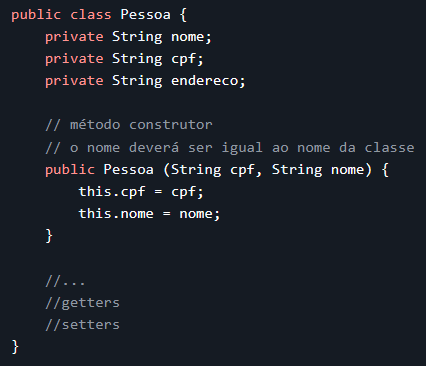 public class Pessoa {
    private String nome;
    private String cpf;
    private String endereco;

    // método construtor
    // o nome deverá ser igual ao nome da classe
    public Pessoa (String cpf, String nome) {
        this.cpf = cpf;
        this.nome = nome;
    }

    //...
    //getters
    //setters
}